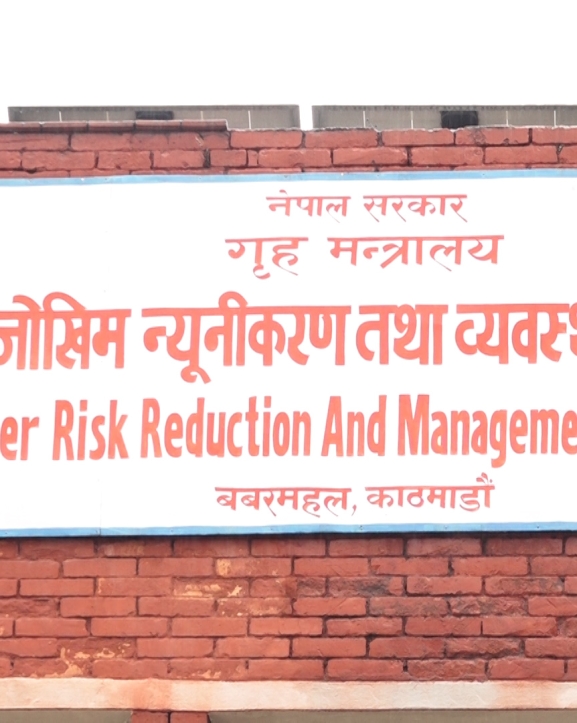 नेपाल सरकार
गृह मन्त्रालय
जोखिम न्यूनीकरण तथा
Risk Reduction And
बबरमहल, काठमाडौं